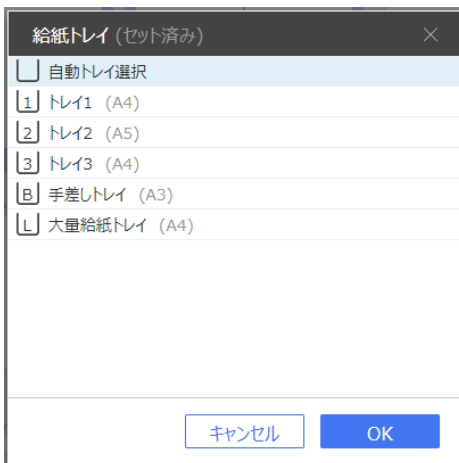 給紙トレイ (セット済み)
自動トレイ選択
1 トレイ1 (A4)
2 トレイ2 (A5)
3 トレイ3 (A4)
B 手差しトレイ (A3)
L 大量給紙トレイ (A4)
キャンセル OK